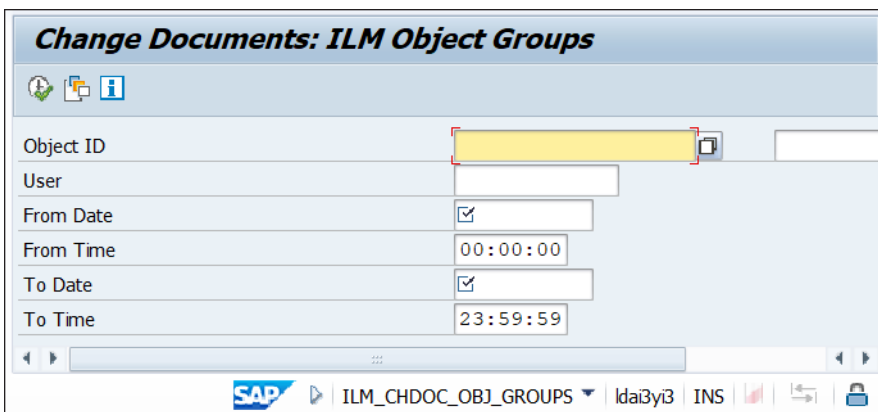 Change Documents: ILM Object Groups
Object ID
User
From Date
From Time 00:00:00
To Date
To Time 23:59:59
SAP ILM_CHDOC_OBJ_GROUPS ldai3yi3 INS